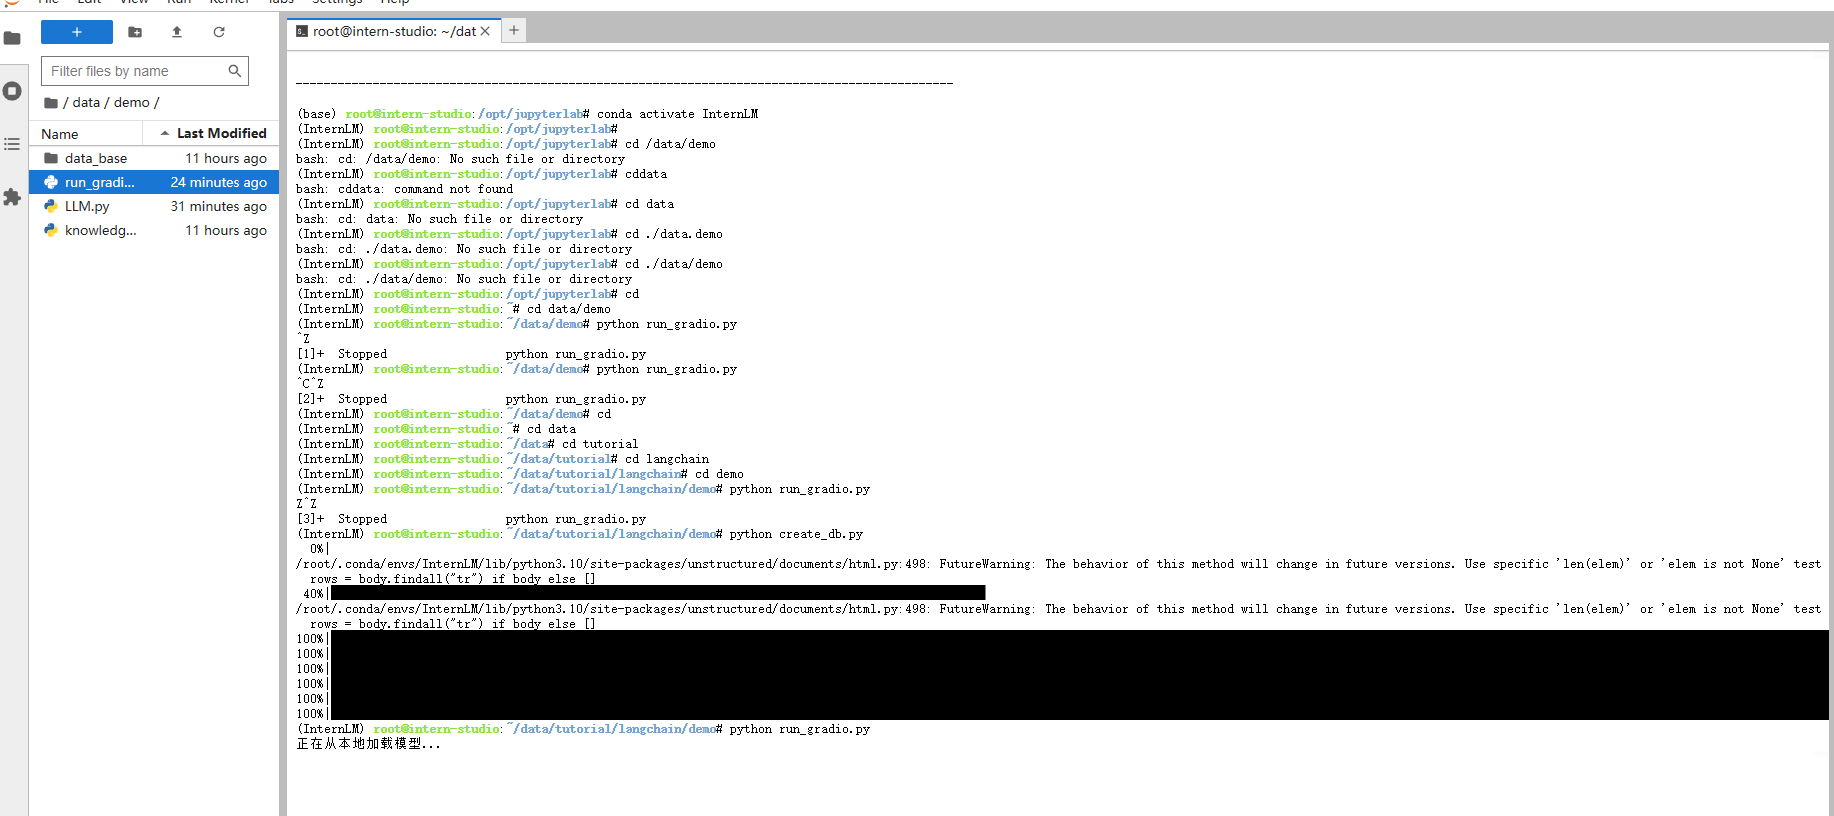 File Edit View Run Kernel Tabs Settings Help
Filter files by name
/ data / demo /
Name Last Modified
data_base 11 hours ago
run_gradi... 24 minutes ago
LLM.py 31 minutes ago
knowledg... 11 hours ago
root@intern-studio: ~/dat
(base) root@intern-studio:/opt/jupyterlab# conda activate InternLM
(InternLM) root@intern-studio:/opt/jupyterlab#
(InternLM) root@intern-studio:/opt/jupyterlab# cd /data/demo
bash: cd: /data/demo: No such file or directory
(InternLM) root@intern-studio:/opt/jupyterlab# cddata
bash: cddata: command not found
(InternLM) root@intern-studio:/opt/jupyterlab# cd data
bash: cd: data: No such file or directory
(InternLM) root@intern-studio:/opt/jupyterlab# cd ./data.demo
bash: cd: ./data.demo: No such file or directory
(InternLM) root@intern-studio:/opt/jupyterlab# cd ./data/demo
bash: cd: ./data/demo: No such file or directory
(InternLM) root@intern-studio:/opt/jupyterlab# cd
(InternLM) root@intern-studio:~# cd data/demo
(InternLM) root@intern-studio:~/data/demo# python run_gradio.py
^Z
[1]+  Stopped                 python run_gradio.py
(InternLM) root@intern-studio:~/data/demo# python run_gradio.py
^C^Z
[2]+  Stopped                 python run_gradio.py
(InternLM) root@intern-studio:~/data/demo# cd
(InternLM) root@intern-studio:~# cd data
(InternLM) root@intern-studio:~/data# cd tutorial
(InternLM) root@intern-studio:~/data/tutorial# cd langchain
(InternLM) root@intern-studio:~/data/tutorial/langchain# cd demo
(InternLM) root@intern-studio:~/data/tutorial/langchain/demo# python run_gradio.py
Z^Z
[3]+  Stopped                 python run_gradio.py
(InternLM) root@intern-studio:~/data/tutorial/langchain/demo# python create_db.py
0%|
/root/.conda/envs/InternLM/lib/python3.10/site-packages/unstructured/documents/html.py:498: FutureWarning: The behavior of this method will change in future versions. Use specific 'len(elem)' or 'elem is not None' test
rows = body.findall("tr") if body else []
40%|
/root/.conda/envs/InternLM/lib/python3.10/site-packages/unstructured/documents/html.py:498: FutureWarning: The behavior of this method will change in future versions. Use specific 'len(elem)' or 'elem is not None' test
rows = body.findall("tr") if body else []
100%|
100%|
100%|
100%|
100%|
100%|
(InternLM) root@intern-studio:~/data/tutorial/langchain/demo# python run_gradio.py
正在从本地加载模型...